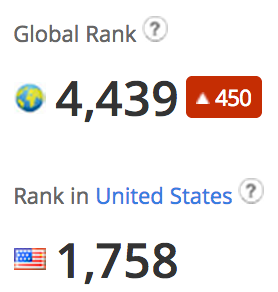 Global Rank ?
4,439 ▲ 450
Rank in United States ?
1,758